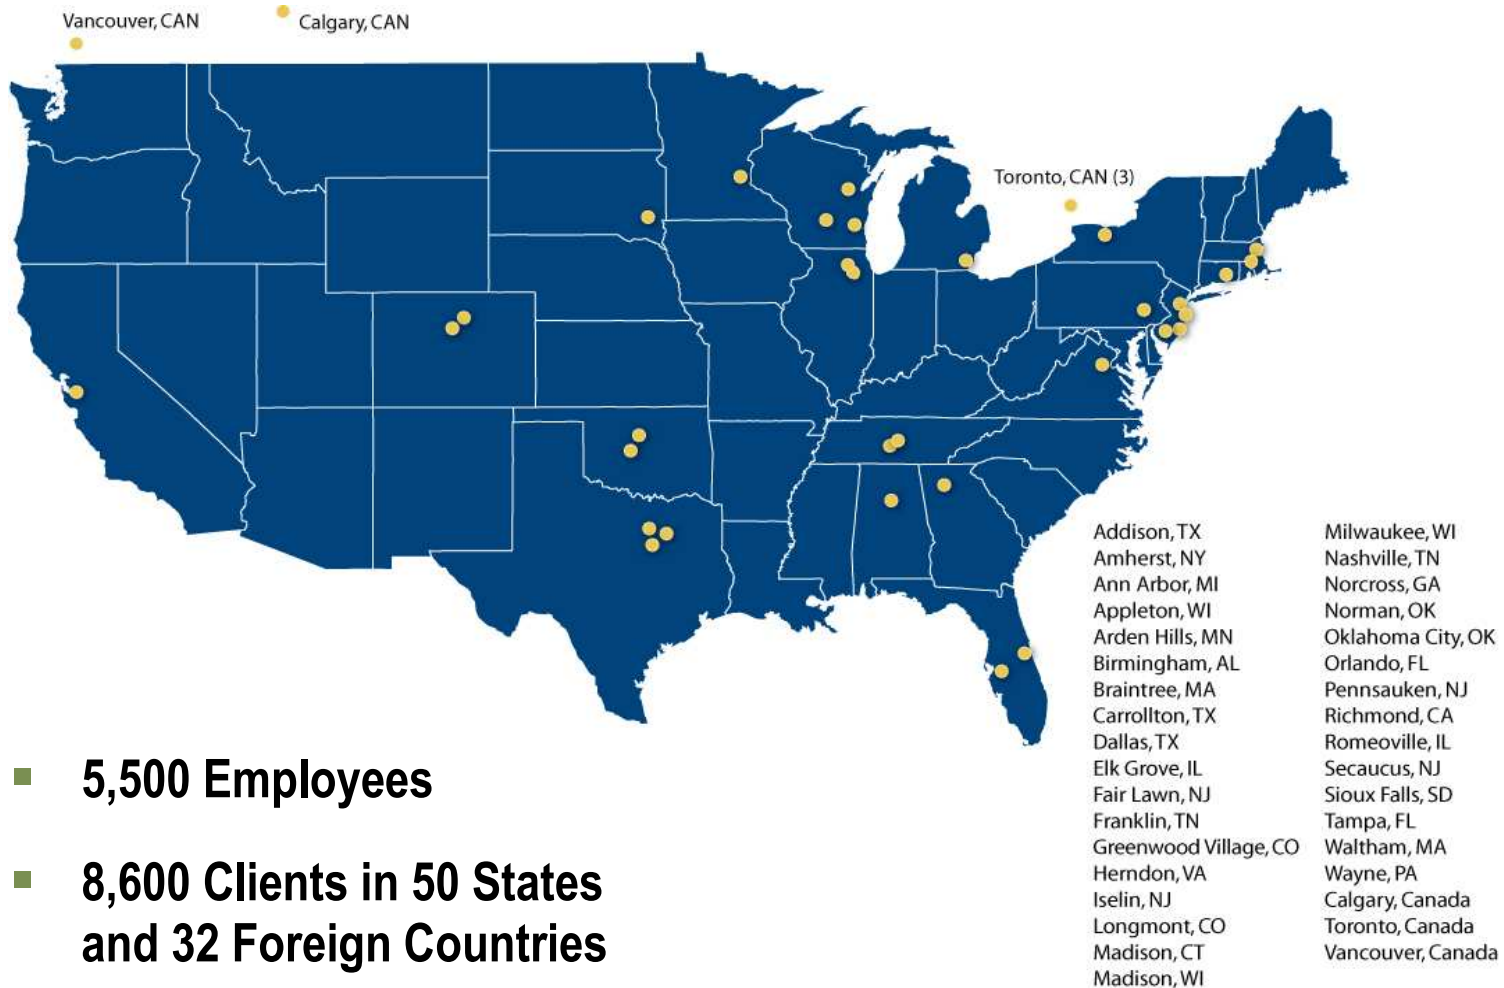 Vancouver, CAN
Calgary, CAN
Toronto, CAN (3)
Addison, TX
Amherst, NY
Ann Arbor, MI
Appleton, WI
Arden Hills, MN
Birmingham, AL
Braintree, MA
Carrollton, TX
Dallas, TX
Elk Grove, IL
Fair Lawn, NJ
Franklin, TN
Greenwood Village, CO
Herndon, VA
Iselin, NJ
Longmont, CO
Madison, CT
Madison, WI
Milwaukee, WI
Nashville, TN
Norcross, GA
Norman, OK
Oklahoma City, OK
Orlando, FL
Pennsauken, NJ
Richmond, CA
Romeoville, IL
Secaucus, NJ
Sioux Falls, SD
Tampa, FL
Waltham, MA
Wayne, PA
Calgary, Canada
Toronto, Canada
Vancouver, Canada
5,500 Employees
8,600 Clients in 50 States
and 32 Foreign Countries